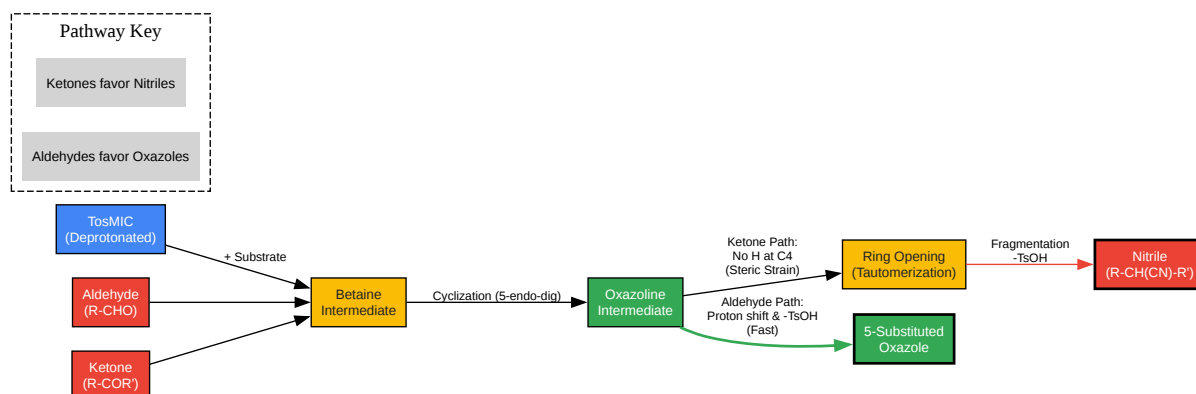 Pathway Key
Ketones favor Nitriles
Aldehydes favor Oxazoles
TosMIC
(Deprotonated)
+ Substrate
Aldehyde
(R-CHO)
Ketone
(R-COR')
Betaine
Intermediate
Cyclization (5-endo-dig)
Oxazoline
Intermediate
Ketone Path:
No H at C4
(Steric Strain)
Aldehyde Path:
Proton shift & -TsOH
(Fast)
Ring Opening
(Tautomerization)
5-Substituted
Oxazole
Fragmentation
-TsOH
Nitrile
(R-CH(CN)-R')